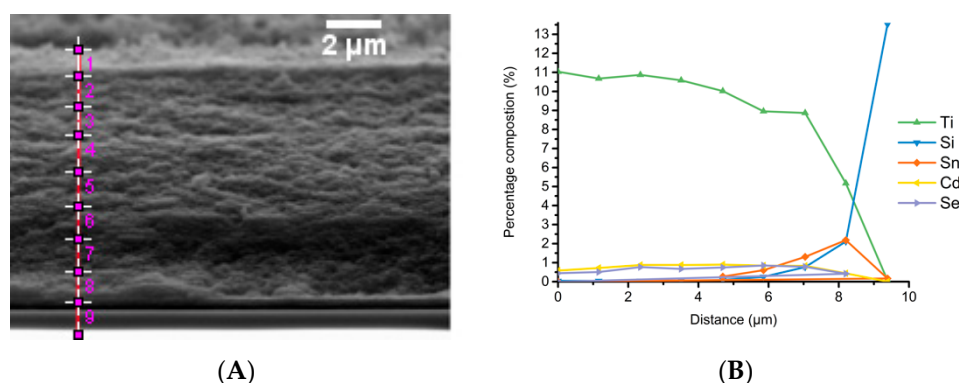 2 µm
1
2
3
4
5
6
7
8
9
(A)
Percentage compostion (%)
13
12
11
10
9
8
7
6
5
4
3
2
1
0
0 2 4 6 8 10
Distance (µm)
Ti
Si
Sn
Cd
Se
(B)